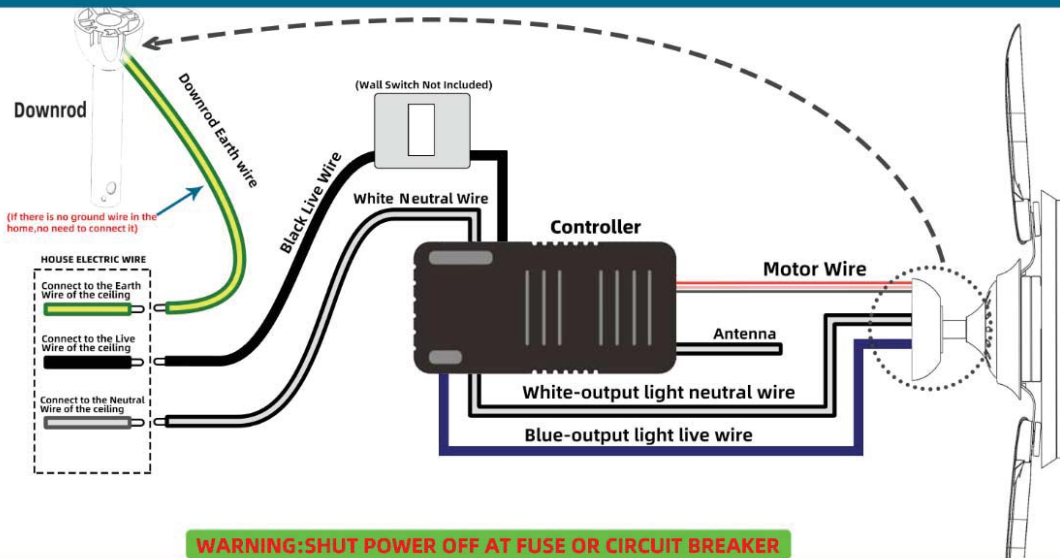 Downrod
Downrod Earth wire
(If there is no ground wire in the
home,no need to connect it)
HOUSE ELECTRIC WIRE
Connect to the Earth
Wire of the ceiling
Connect to the Live
Wire of the ceiling
Connect to the Neutral
Wire of the ceiling
(Wall Switch Not Included)
Black Live Wire
White Neutral Wire
Controller
Motor Wire
Antenna
White-output light neutral wire
Blue-output light live wire
WARNING:SHUT POWER OFF AT FUSE OR CIRCUIT BREAKER